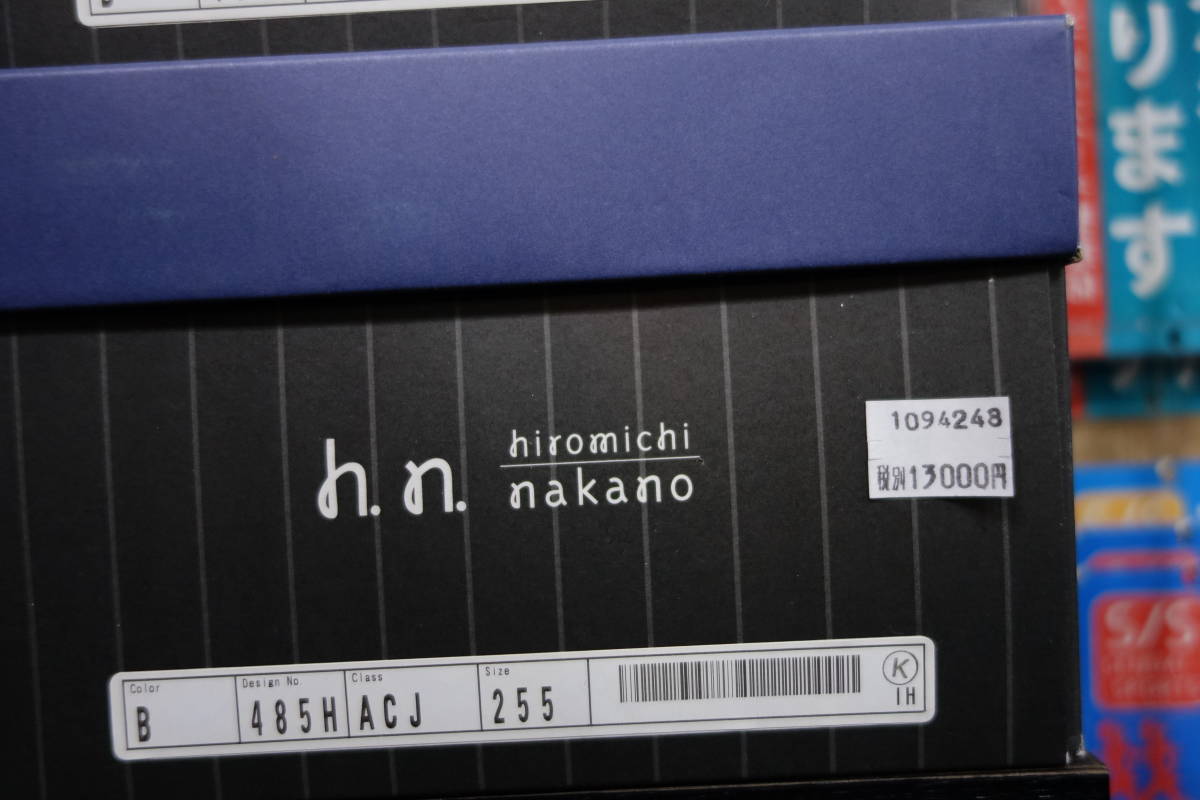 ります
h.n.
hiromichi
nakano
1094248
税別13000円
Color
B
Design No.
485H
Class
ACJ
Size
255
K
IH
S/S